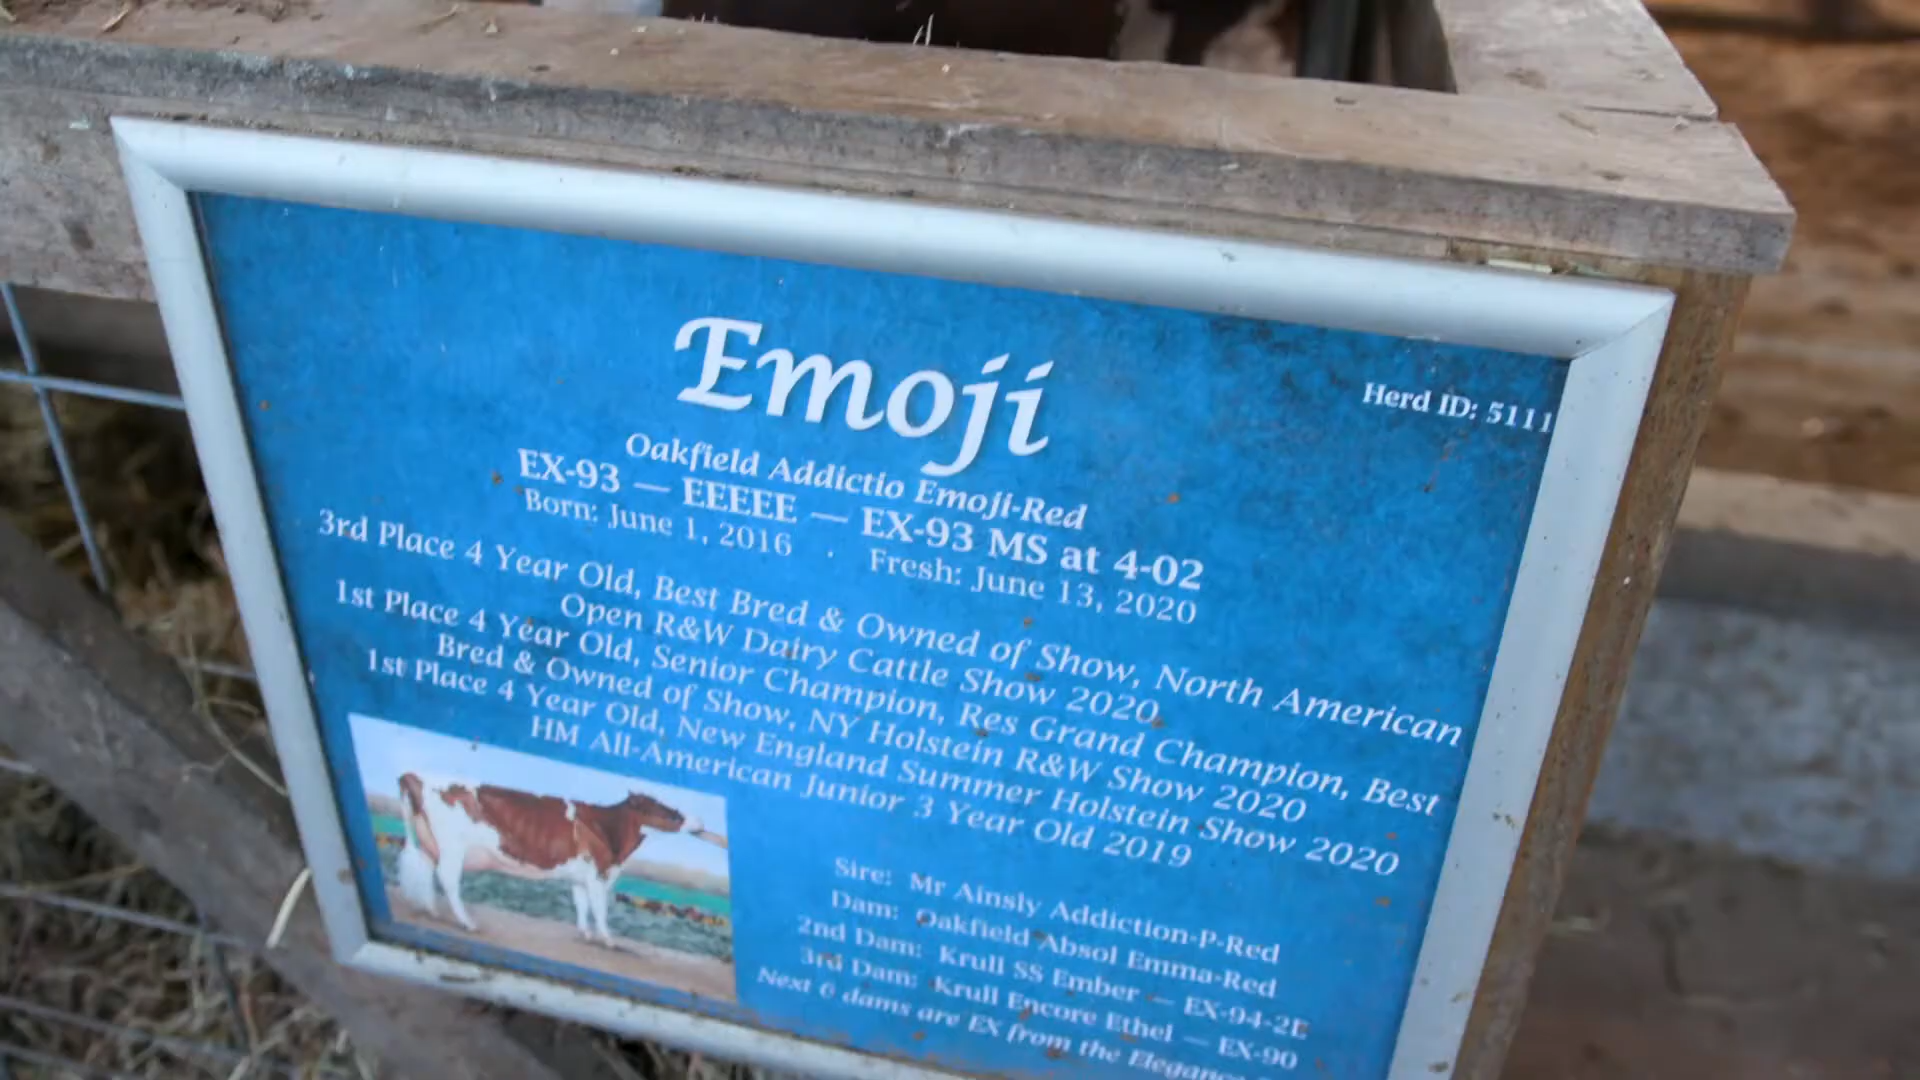 Emoji
Herd ID: 5111
Oakfield Addictio Emoji-Red
EX-93 — EEEEE — EX-93 MS at 4-02
Born: June 1, 2016 · Fresh: June 13, 2020
3rd Place 4 Year Old, Best Bred & Owned of Show, North American
Open R&W Dairy Cattle Show 2020
1st Place 4 Year Old, Senior Champion, Res Grand Champion, Best
Bred & Owned of Show, NY Holstein R&W Show 2020
1st Place 4 Year Old, New England Summer Holstein Show 2020
HM All-American Junior 3 Year Old 2019
Sire: Mr Ainsly Addiction-P-Red
Dam: Oakfield Absol Emma-Red
2nd Dam: Krull SS Ember — EX-94-2E
3rd Dam: Krull Encore Ethel — EX-90
Next 6 dams are EX from the Elegance